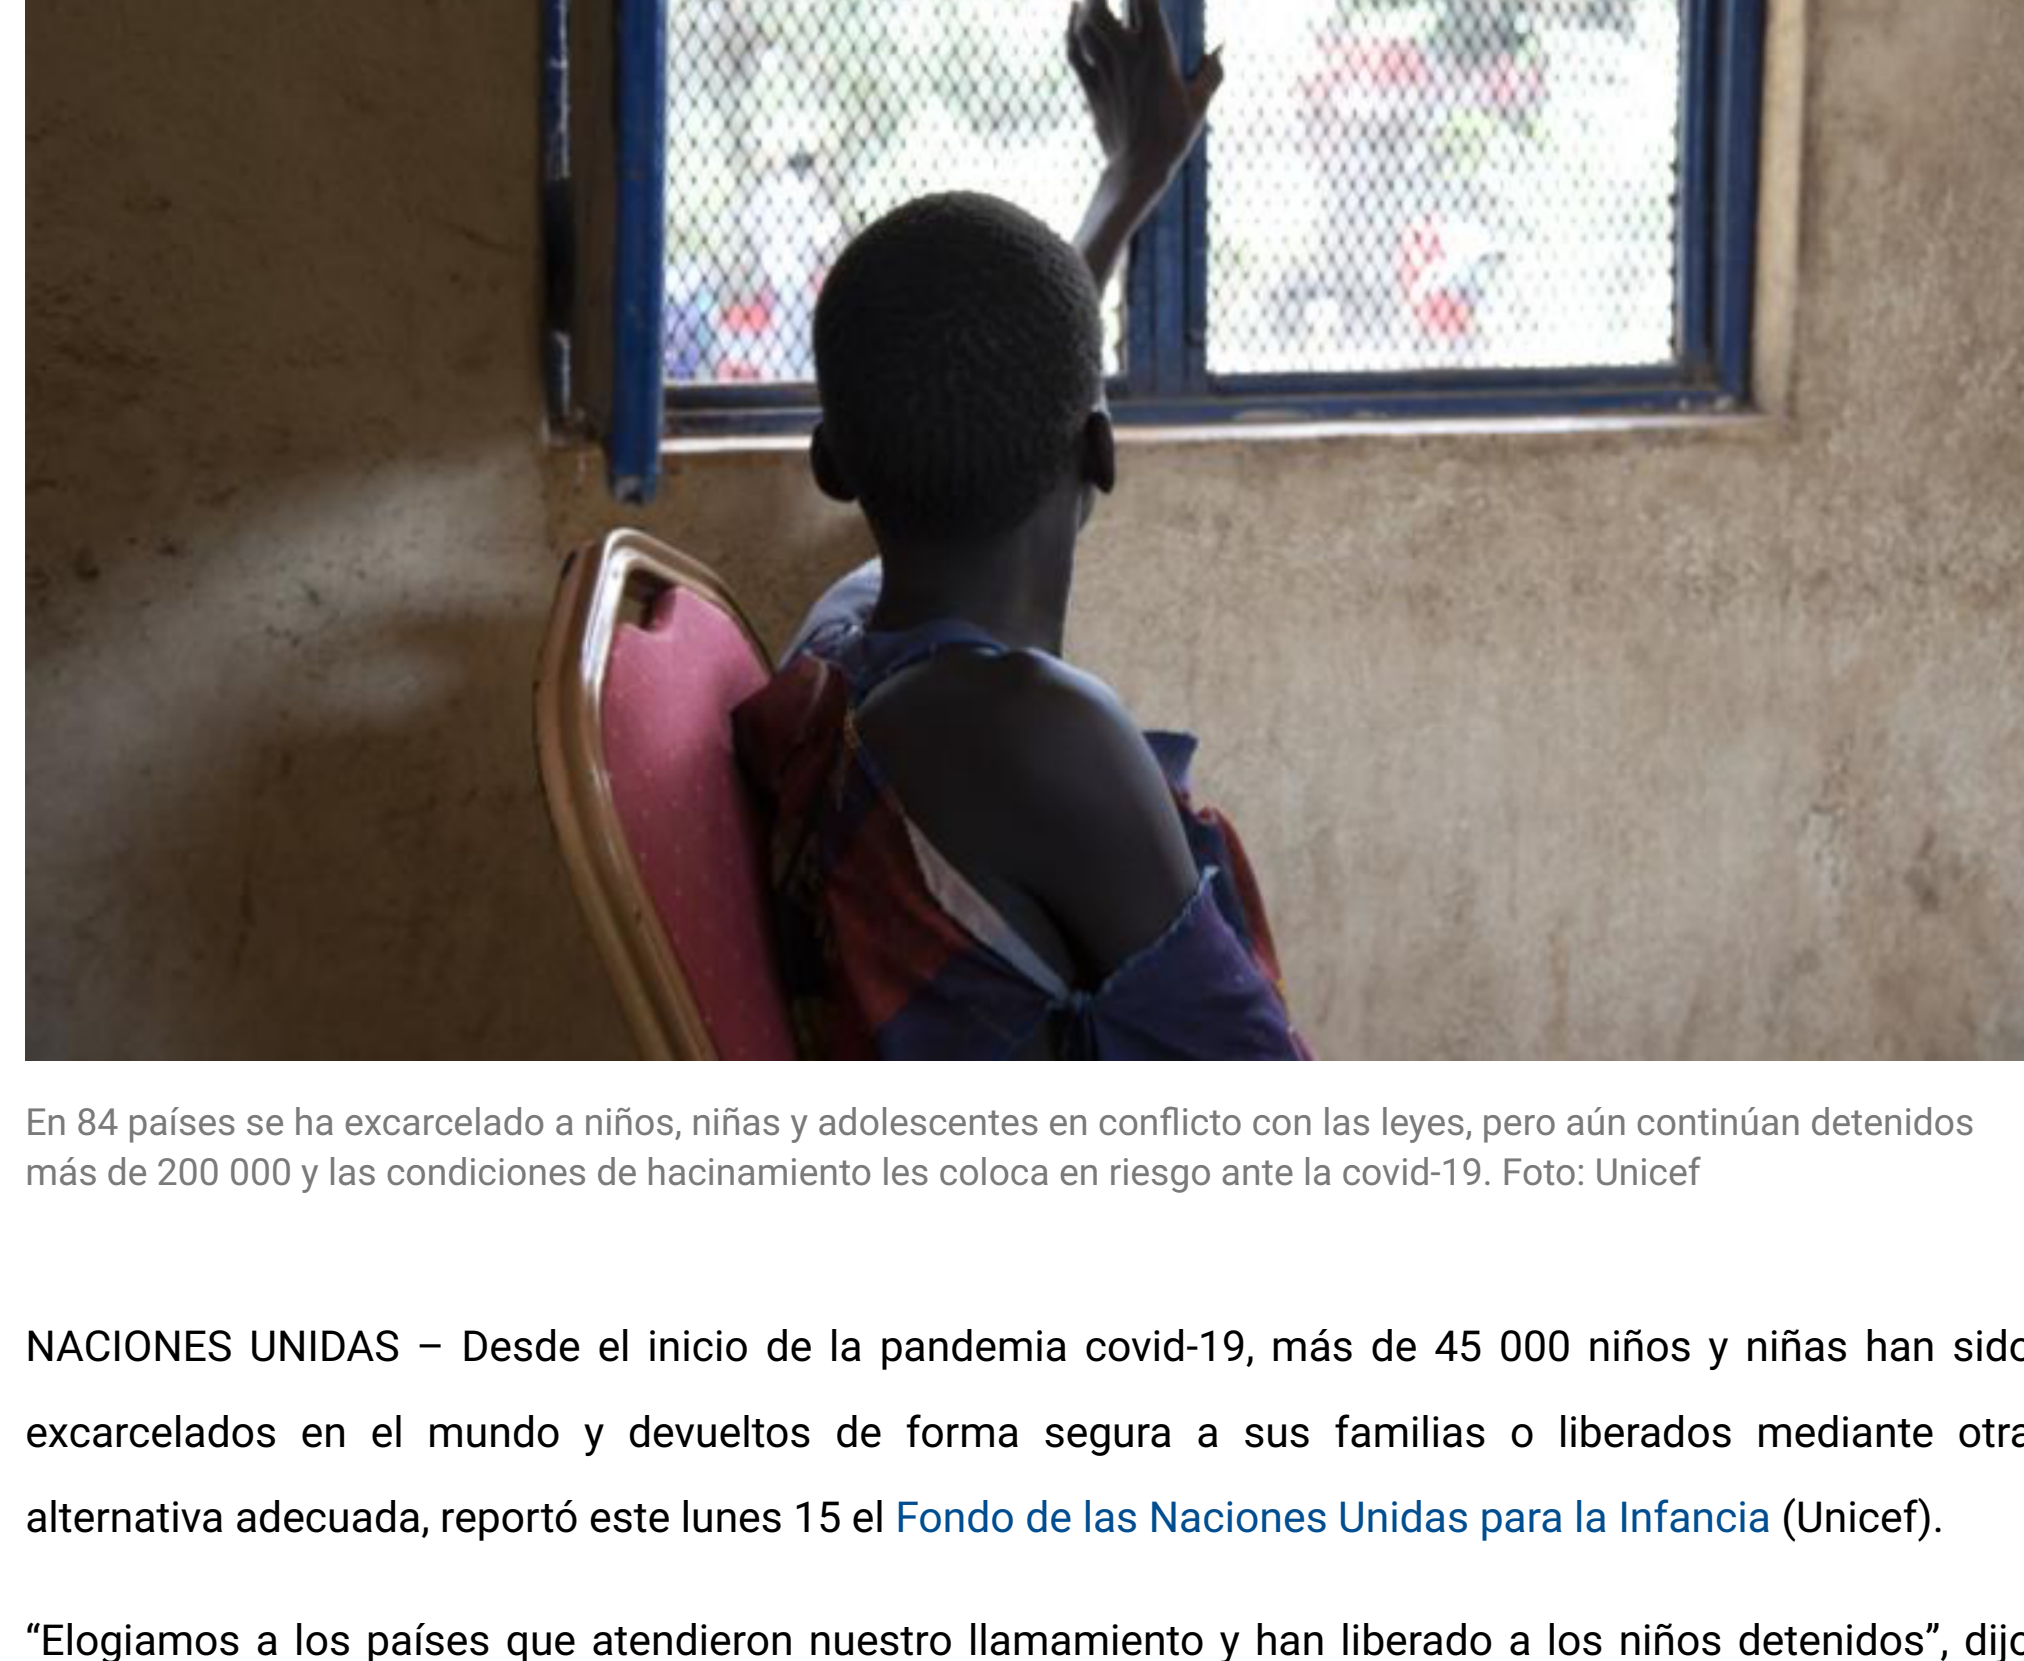 En 84 países se ha excarcelado a niños, niñas y adolescentes en conflicto con las leyes, pero aún continúan detenidos
más de 200 000 y las condiciones de hacinamiento les coloca en riesgo ante la covid-19. Foto: Unicef
NACIONES UNIDAS – Desde el inicio de la pandemia covid-19, más de 45 000 niños y niñas han sido
excarcelados en el mundo y devueltos de forma segura a sus familias o liberados mediante otra
alternativa adecuada, reportó este lunes 15 el Fondo de las Naciones Unidas para la Infancia (Unicef).
“Elogiamos a los países que atendieron nuestro llamamiento y han liberado a los niños detenidos”, dijo